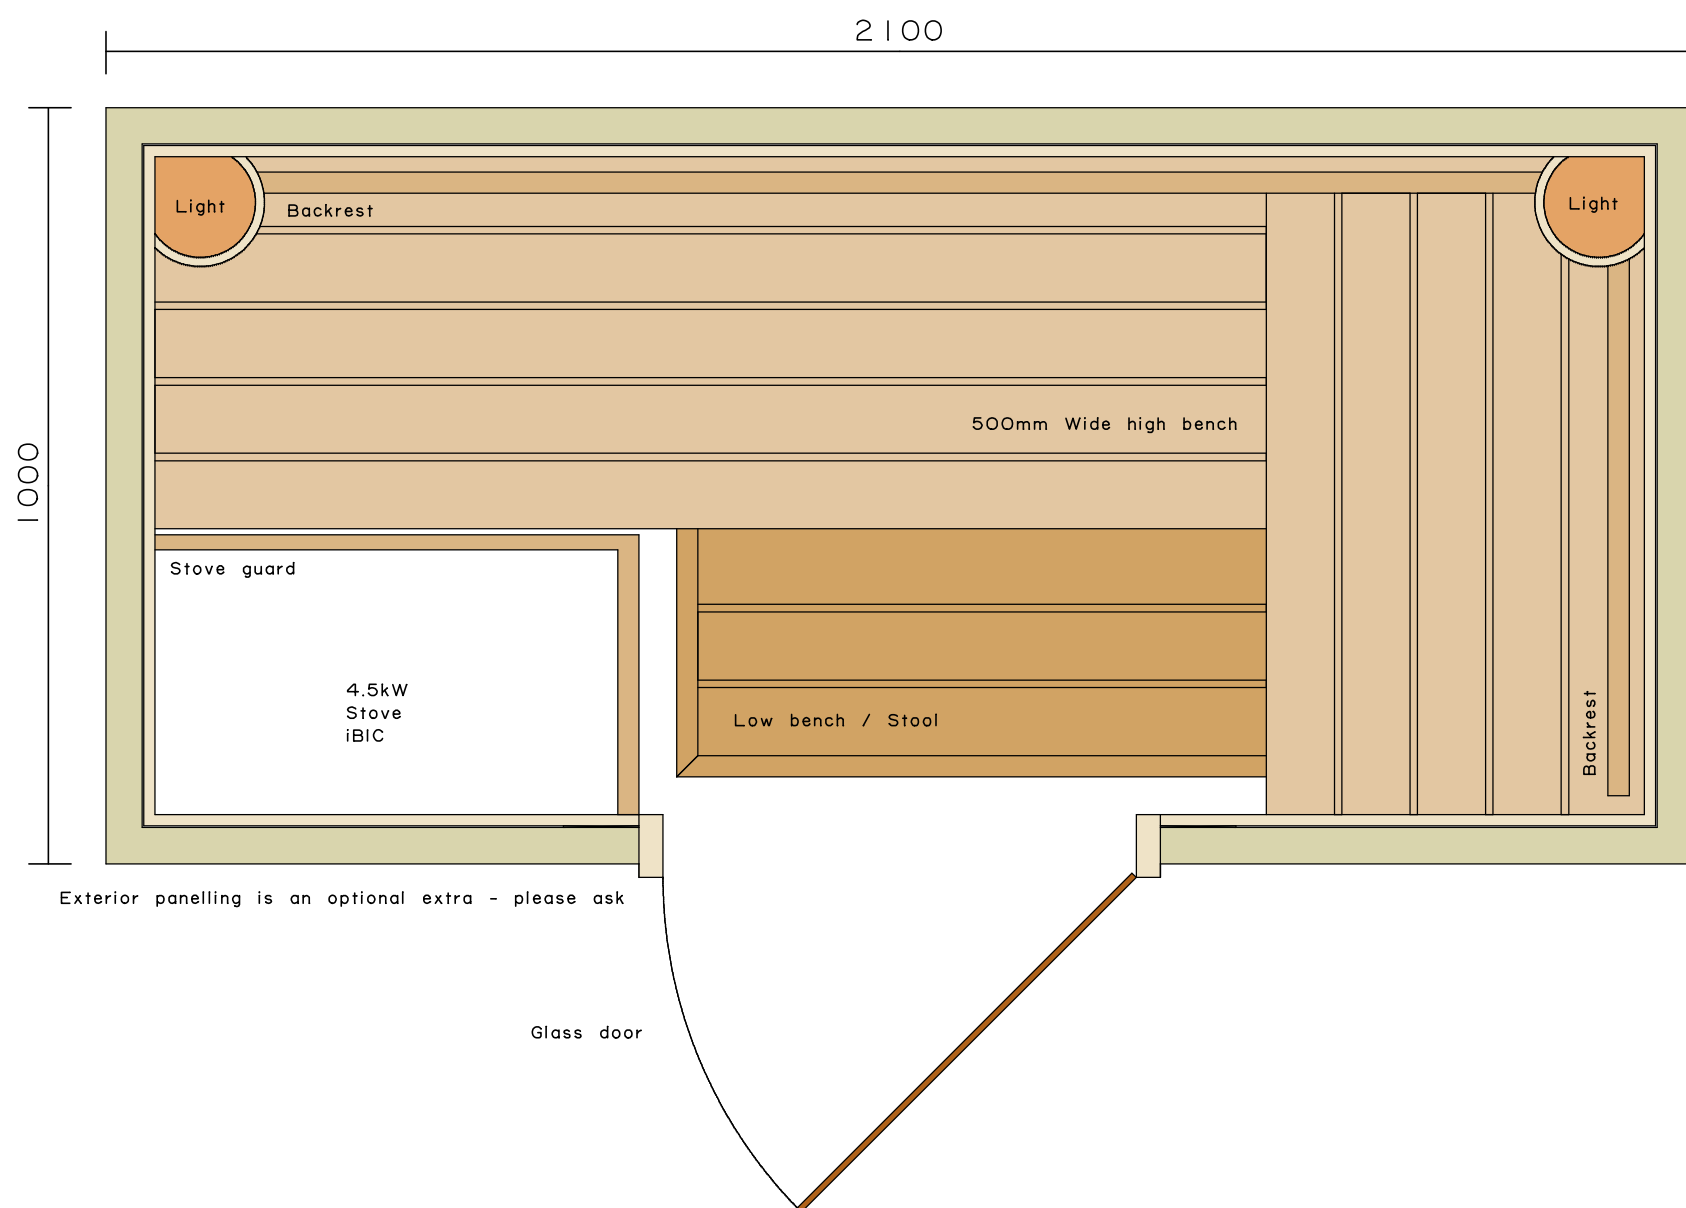 2100
Light
Backrest
Light
500mm Wide high bench
1000
Stove guard
4.5kW
Stove
iBIC
Low bench / Stool
Backrest
Exterior panelling is an optional extra - please ask
Glass door